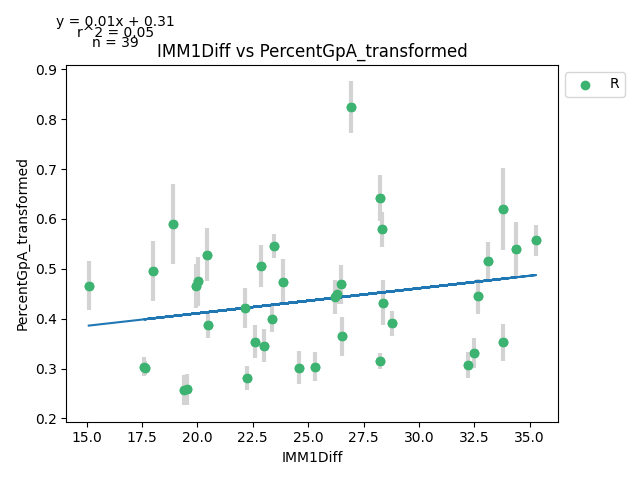 y = 0.01x + 0.31
r^2 = 0.05
n = 39
IMM1Diff vs PercentGpA_transformed
R
PercentGpA_transformed
0.9
0.8
0.7
0.6
0.5
0.4
0.3
0.2
15.0 17.5 20.0 22.5 25.0 27.5 30.0 32.5 35.0
IMM1Diff